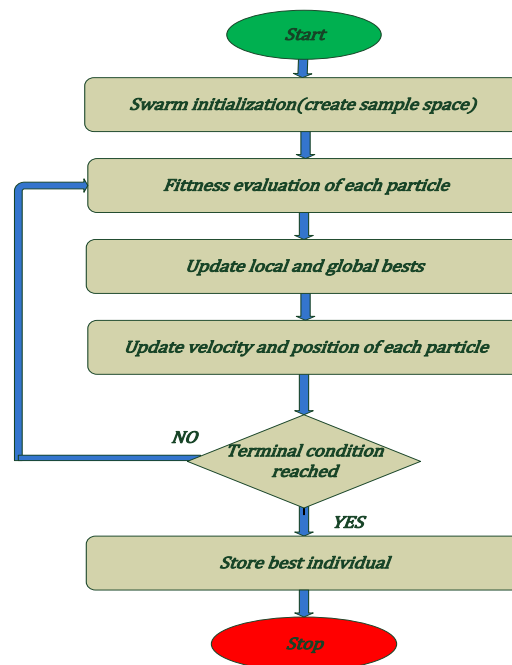 Start
Swarm initialization(create sample space)
Fittness evaluation of each particle
Update local and global bests
Update velocity and position of each particle
NO
Terminal condition
reached
YES
Store best individual
Stop